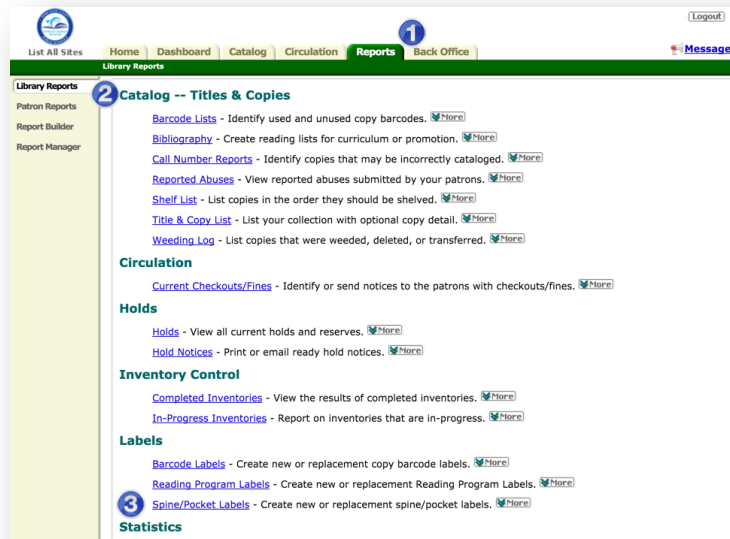 Logout
List All Sites
Home Dashboard Catalog Circulation Reports Back Office
1
Message
Library Reports
Library Reports
Patron Reports
Report Builder
Report Manager
2
Catalog -- Titles & Copies
Barcode Lists - Identify used and unused copy barcodes. More
Bibliography - Create reading lists for curriculum or promotion. More
Call Number Reports - Identify copies that may be incorrectly cataloged. More
Reported Abuses - View reported abuses submitted by your patrons. More
Shelf List - List copies in the order they should be shelved. More
Title & Copy List - List your collection with optional copy detail. More
Weeding Log - List copies that were weeded, deleted, or transferred. More
Circulation
Current Checkouts/Fines - Identify or send notices to the patrons with checkouts/fines. More
Holds
Holds - View all current holds and reserves. More
Hold Notices - Print or email ready hold notices. More
Inventory Control
Completed Inventories - View the results of completed inventories. More
In-Progress Inventories - Report on inventories that are in-progress. More
Labels
Barcode Labels - Create new or replacement copy barcode labels. More
Reading Program Labels - Create new or replacement Reading Program Labels. More
3 Spine/Pocket Labels - Create new or replacement spine/pocket labels. More
Statistics